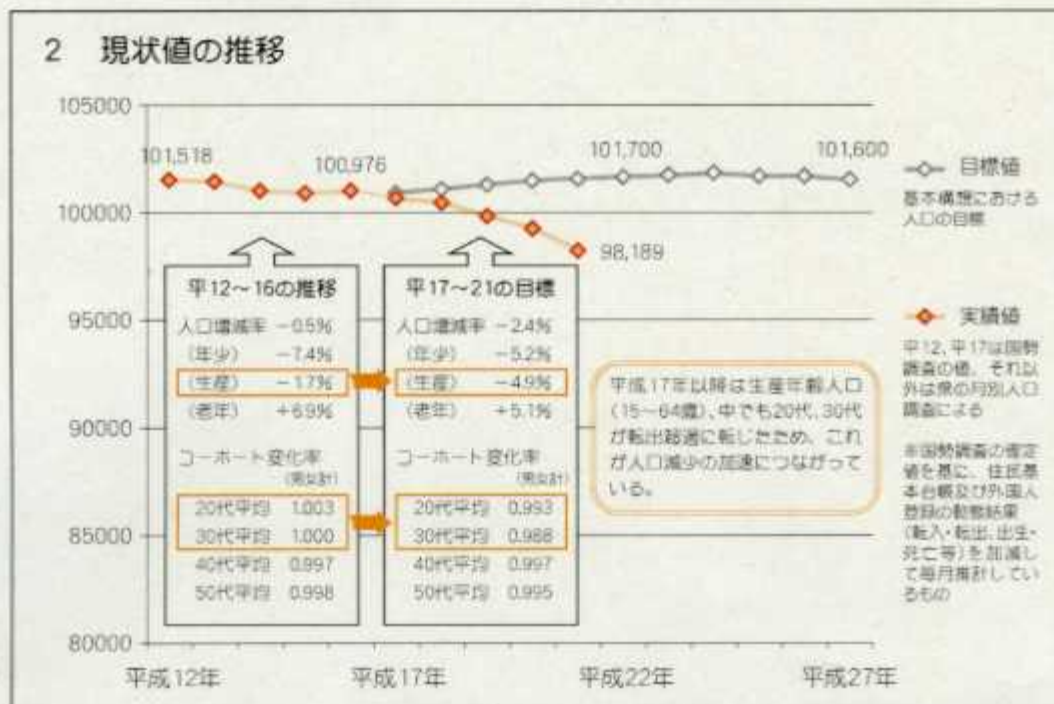 2 現状値の推移
105000
100000
95000
90000
85000
80000
101,518
100,976
101,700
101,600
98,189
平成12年
平成17年
平成22年
平成27年
平12～16の推移
人口増減率 －0.5%
(年少) －7.4%
(生産) －1.7%
(老年) +6.9%
コーホート変化率
(男女計)
20代平均 1.003
30代平均 1.000
40代平均 0.997
50代平均 0.998
平17～21の目標
人口増減率 －2.4%
(年少) －5.2%
(生産) －4.9%
(老年) +5.1%
コーホート変化率
(男女計)
20代平均 0.993
30代平均 0.988
40代平均 0.997
50代平均 0.995
平成17年以降は生産年齢人口
(15～64歳)、中でも20代、30代
が転出超過に転じたため、これ
が人口減少の加速につながって
いる。
目標値
基本構想における
人口の目標
実績値
平12、平17は国勢
調査の値、それ以
外は県の月別人口
調査による
※国勢調査の確定
値を基に、住民基
本台帳及び外国人
登録の動態結果
(転入・転出、出生・
死亡等)を加減し
て毎月推計してい
るもの